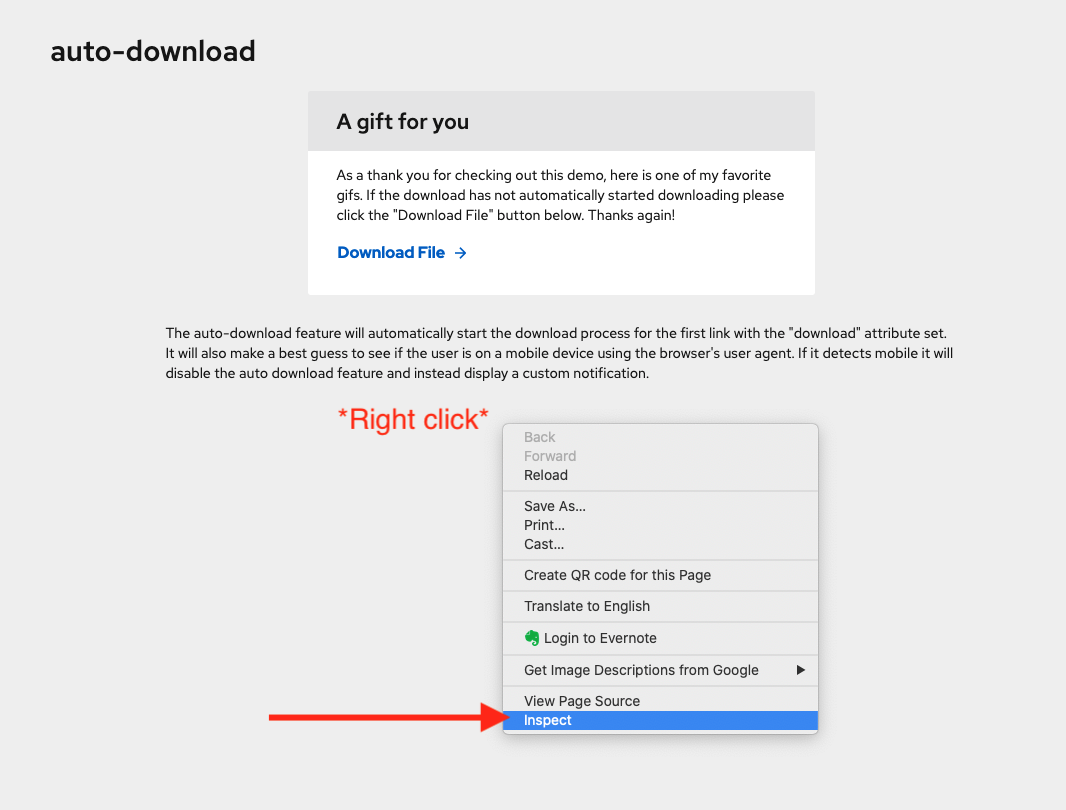 auto-download
A gift for you
As a thank you for checking out this demo, here is one of my favorite
gifs. If the download has not automatically started downloading please
click the "Download File" button below. Thanks again!
Download File →
The auto-download feature will automatically start the download process for the first link with the "download" attribute set.
It will also make a best guess to see if the user is on a mobile device using the browser's user agent. If it detects mobile it will
disable the auto download feature and instead display a custom notification.
*Right click*
Back
Forward
Reload
Save As...
Print...
Cast...
Create QR code for this Page
Translate to English
Login to Evernote
Get Image Descriptions from Google
View Page Source
Inspect